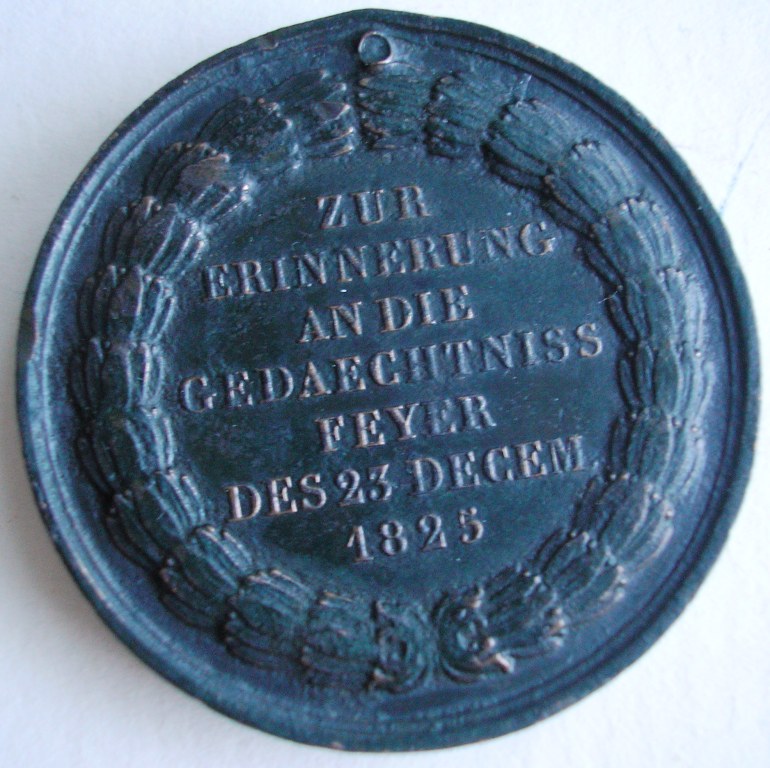 ZUR
ERINNERUNG
AN DIE
GEDAECHTNISS
FEYER
DES 23 DECEM
1825